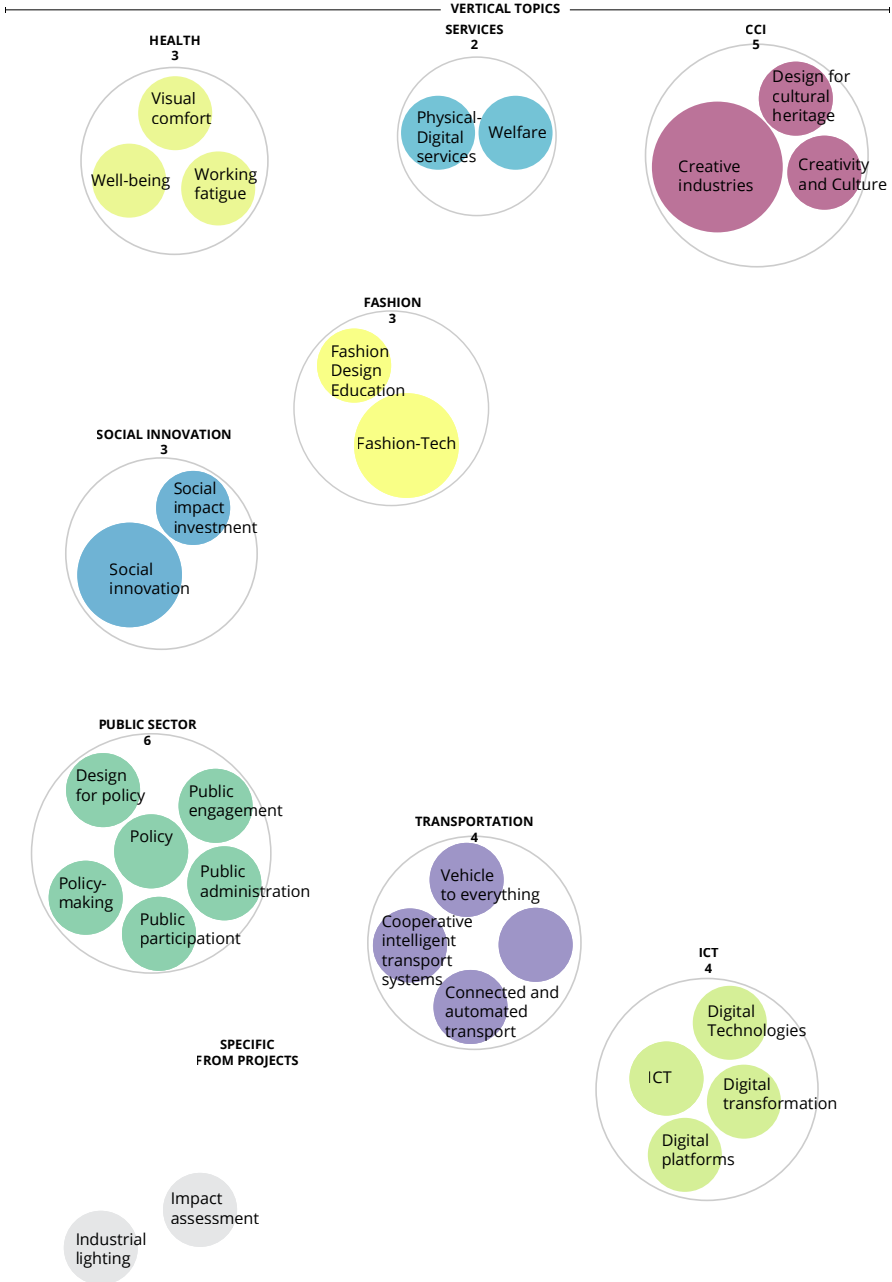 VERTICAL TOPICS
HEALTH
3
Visual
comfort
Well-being
Working
fatigue
SERVICES
2
Physical-
Digital
services
Welfare
CCI
5
Design for
cultural
heritage
Creative
industries
Creativity
and Culture
FASHION
3
Fashion
Design
Education
Fashion-Tech
SOCIAL INNOVATION
3
Social
impact
investment
Social
innovation
PUBLIC SECTOR
6
Design
for policy
Public
engagement
Policy
Public
administration
Policy-
making
Public
participationt
TRANSPORTATION
4
Vehicle
to everything
Cooperative
intelligent
transport
systems
Connected and
automated
transport
ICT
4
Digital
Technologies
ICT
Digital
transformation
Digital
platforms
SPECIFIC
FROM PROJECTS
Impact
assessment
Industrial
lighting